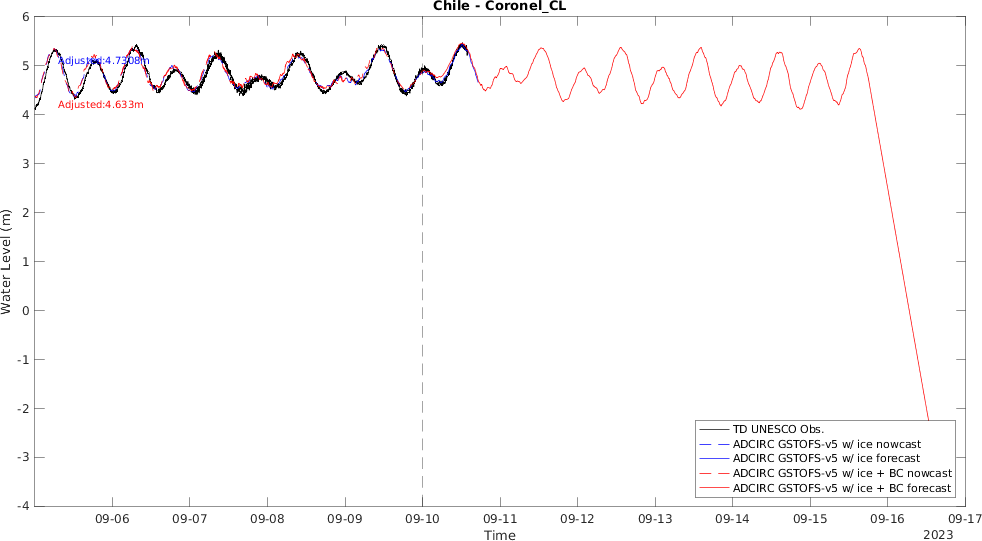 Chile - Coronel_CL
6
5
4
3
2
1
0
-1
-2
-3
-4
Water Level (m)
Adjusted:4.7308m
Adjusted:4.633m
TD UNESCO Obs.
ADCIRC GSTOFS-v5 w/ ice nowcast
ADCIRC GSTOFS-v5 w/ ice forecast
ADCIRC GSTOFS-v5 w/ ice + BC nowcast
ADCIRC GSTOFS-v5 w/ ice + BC forecast
09-06 09-07 09-08 09-09 09-10 09-11 09-12 09-13 09-14 09-15 09-16 09-17
Time
2023